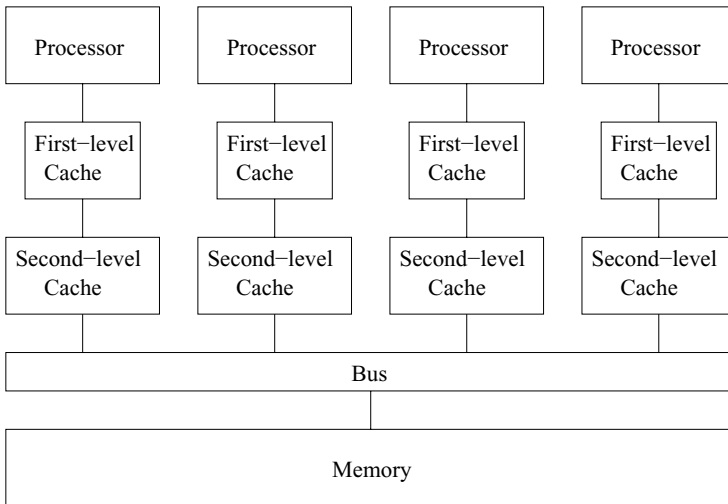 Processor
Processor
Processor
Processor
First−level
Cache
First−level
Cache
First−level
Cache
First−level
Cache
Second−level
Cache
Second−level
Cache
Second−level
Cache
Second−level
Cache
Bus
Memory